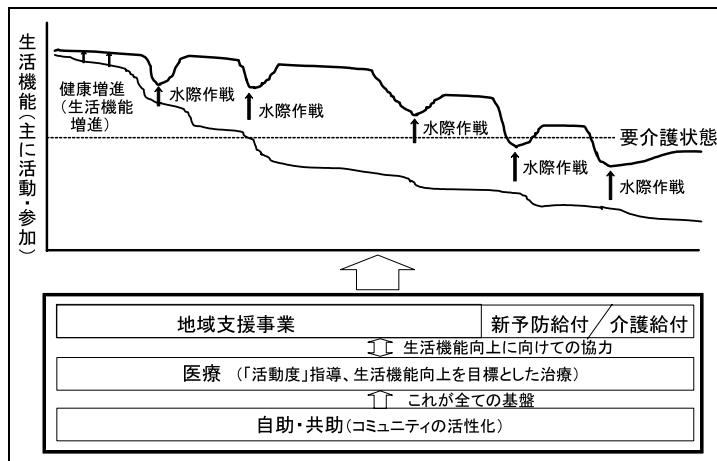 生活機能(主に活動・参加)
健康増進
(生活機能
増進)
水際作戦
水際作戦
水際作戦
水際作戦
水際作戦
要介護状態
地域支援事業
新予防給付
介護給付
生活機能向上に向けての協力
医療 (「活動度」指導、生活機能向上を目標とした治療)
これが全ての基盤
自助・共助(コミュニティの活性化)